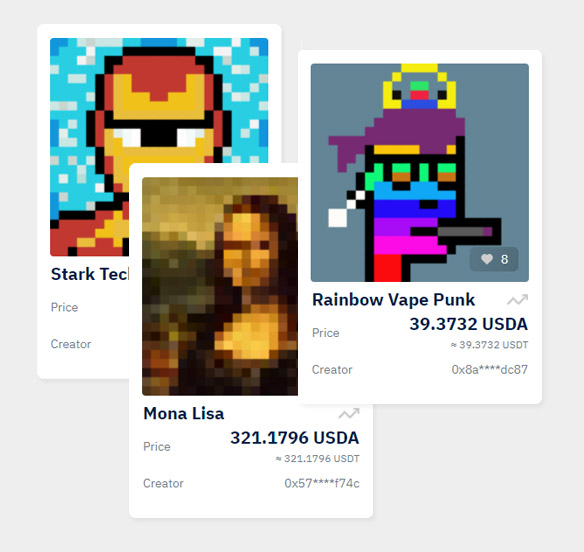 Stark Tec
Price
Creator
Mona Lisa
Price 321.1796 USDA
≈ 321.1796 USDT
Creator 0x57****f74c
8
Rainbow Vape Punk
Price 39.3732 USDA
≈ 39.3732 USDT
Creator 0x8a****dc87